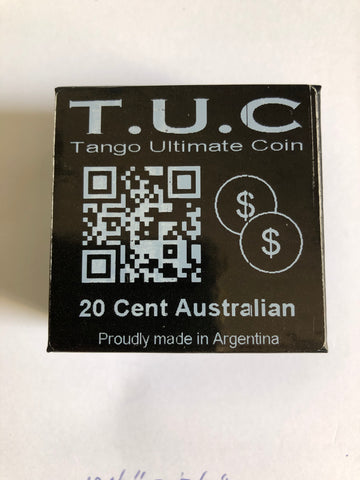 T.U.C
Tango Ultimate Coin
$
$
20 Cent Australian
Proudly made in Argentina